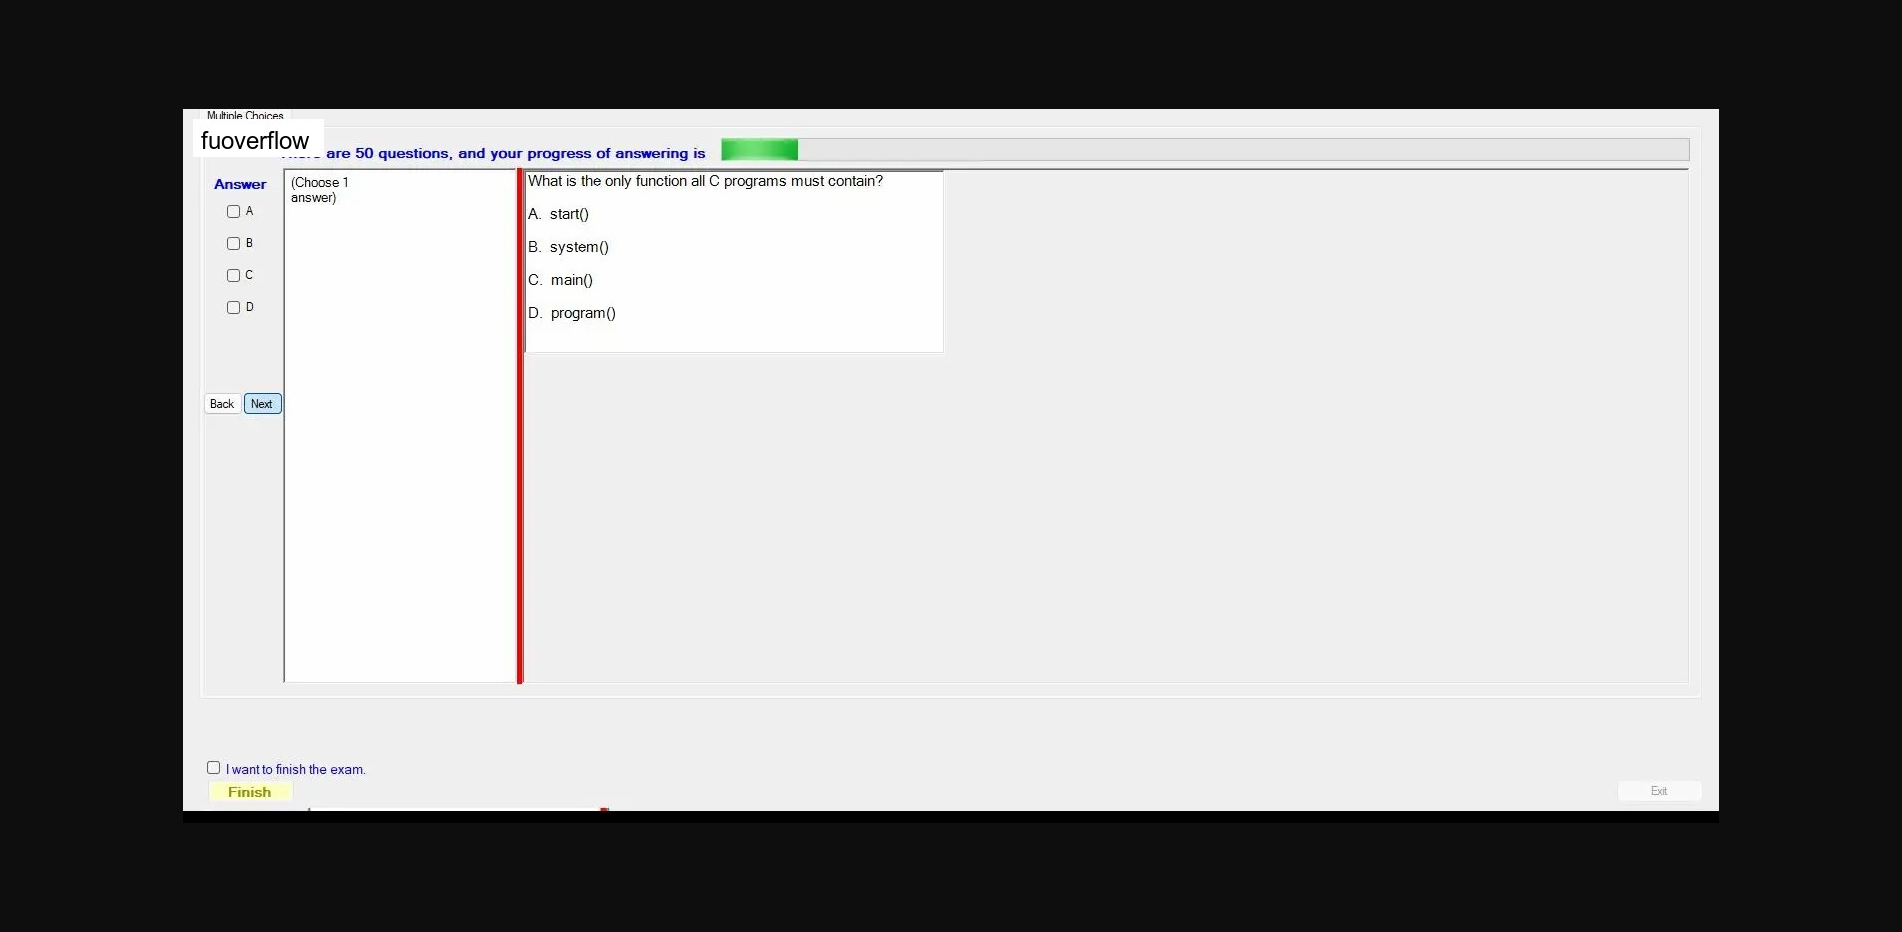 Multiple Choices
fuoverflow
are 50 questions, and your progress of answering is
Answer
(Choose 1
answer)
A
B
C
D
Back
Next
What is the only function all C programs must contain?
A. start()
B. system()
C. main()
D. program()
I want to finish the exam.
Finish
Exit